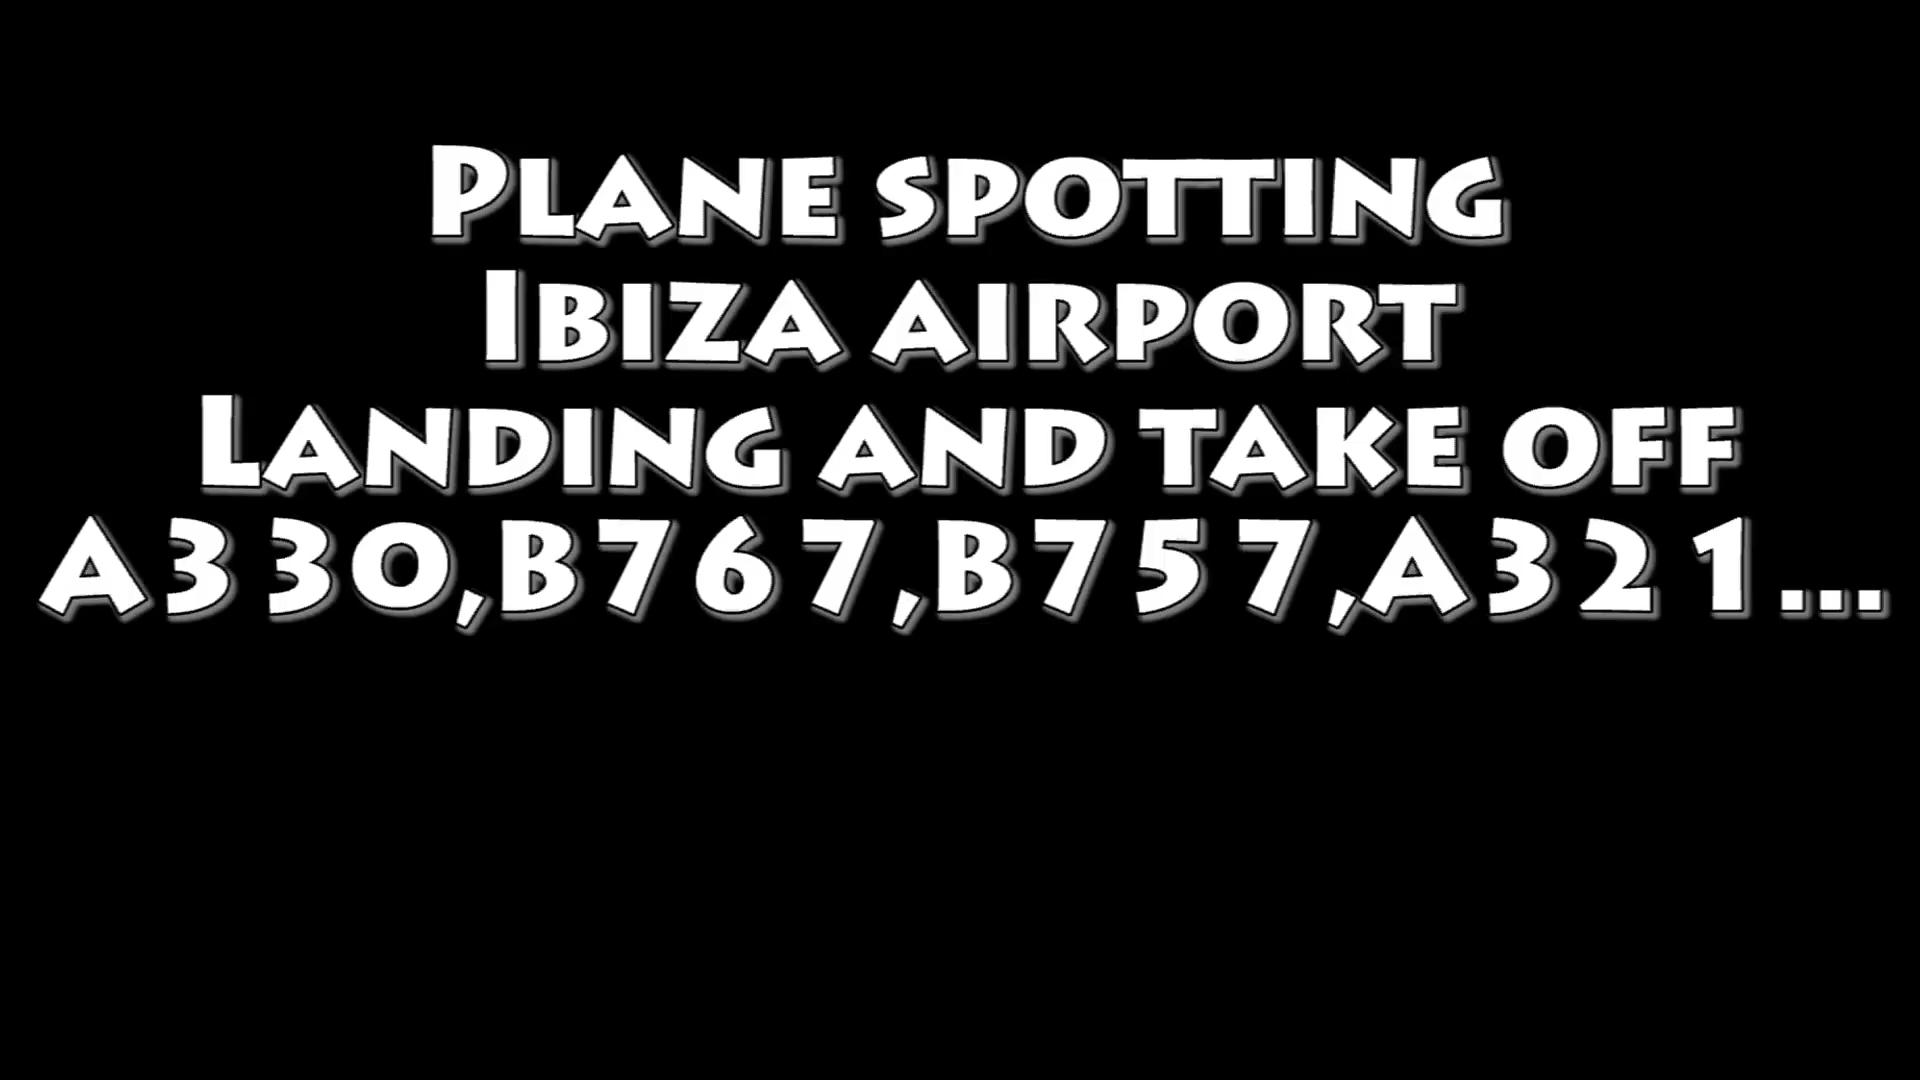 Plane spotting
Ibiza airport
Landing and take off
A330,B767,B757,A321...